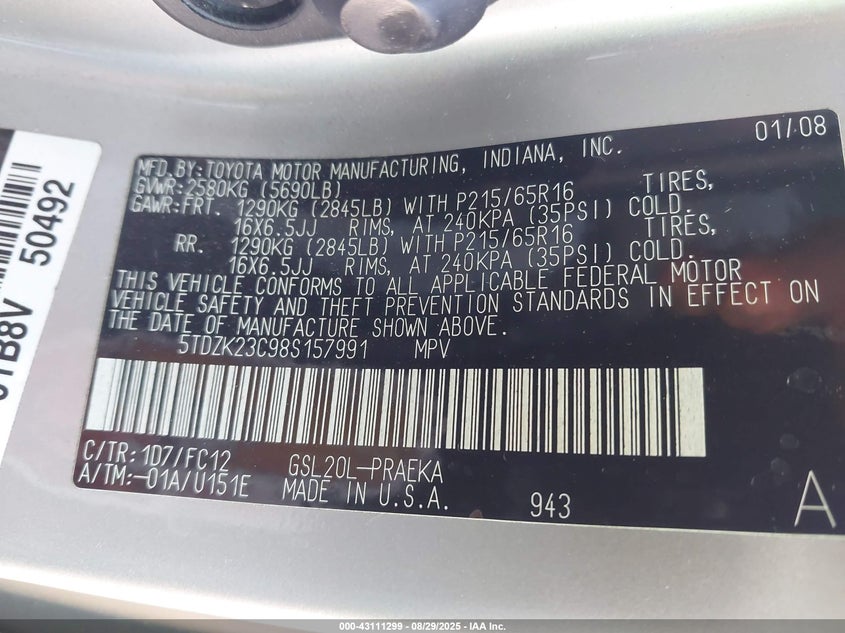 01/08
MFD.BY:TOYOTA MOTOR MANUFACTURING, INDIANA, INC.
GVWR:2580KG (5690LB)
GAWR:FRT. 1290KG (2845LB) WITH P215/65R16 TIRES,
16X6.5JJ RIMS, AT 240KPA (35PSI) COLD.
RR. 1290KG (2845LB) WITH P215/65R16 TIRES,
16X6.5JJ RIMS, AT 240KPA (35PSI) COLD.
THIS VEHICLE CONFORMS TO ALL APPLICABLE FEDERAL MOTOR
VEHICLE SAFETY AND THEFT PREVENTION STANDARDS IN EFFECT ON
THE DATE OF MANUFACTURE SHOWN ABOVE.
5TDZK23C98S157991 MPV
C/TR:1D7/FC12 GSL20L-PRAEKA
A/TM:-01A/U151E MADE IN U.S.A. 943
A
50492
000-43111299 - 08/29/2025 - IAA Inc.